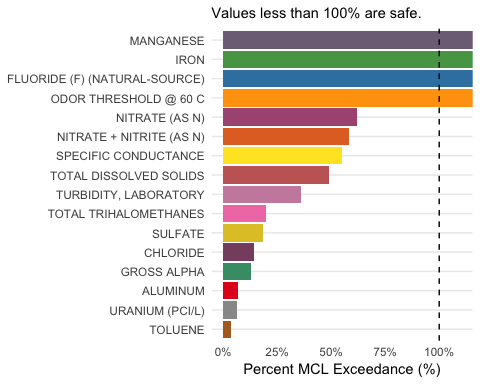 Values less than 100% are safe.
MANGANESE
IRON
FLUORIDE (F) (NATURAL-SOURCE)
ODOR THRESHOLD @ 60 C
NITRATE (AS N)
NITRATE + NITRITE (AS N)
SPECIFIC CONDUCTANCE
TOTAL DISSOLVED SOLIDS
TURBIDITY, LABORATORY
TOTAL TRIHALOMETHANES
SULFATE
CHLORIDE
GROSS ALPHA
ALUMINUM
URANIUM (PCI/L)
TOLUENE
0% 25% 50% 75% 100%
Percent MCL Exceedance (%)